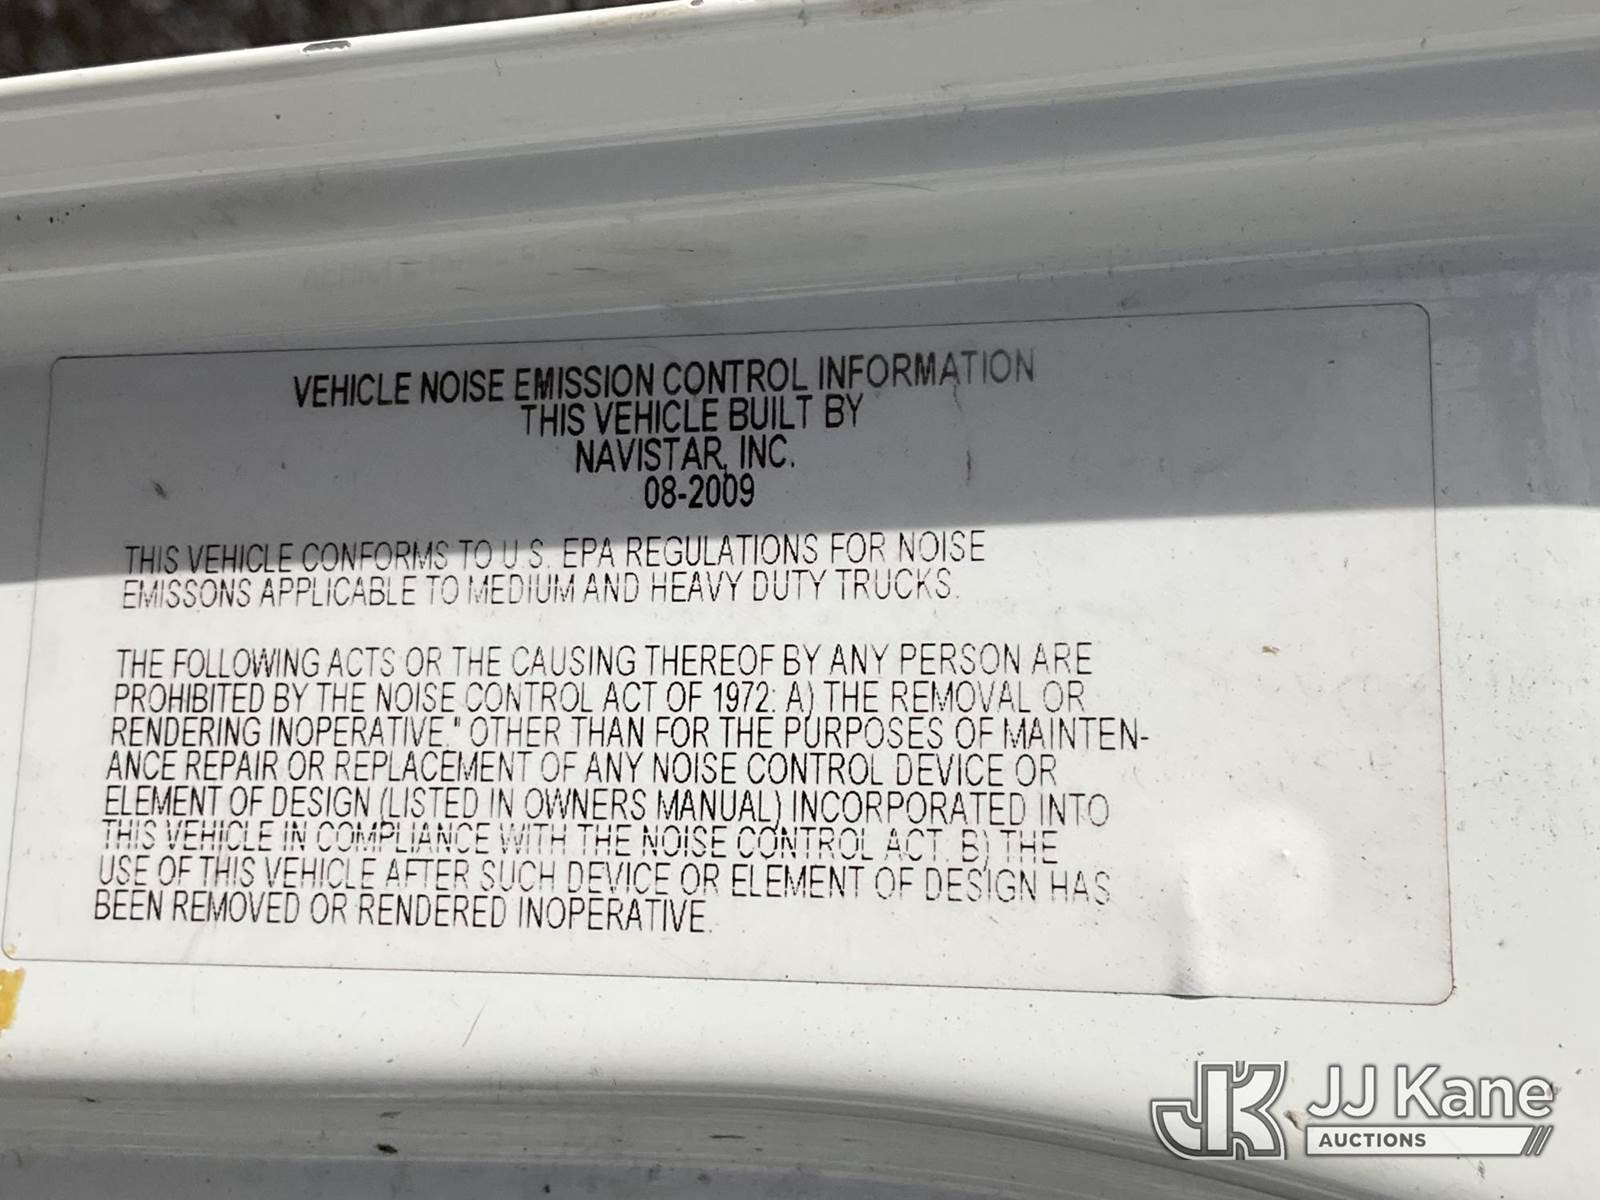 VEHICLE NOISE EMISSION CONTROL INFORMATION
THIS VEHICLE BUILT BY
NAVISTAR, INC.
08-2009
THIS VEHICLE CONFORMS TO U.S. EPA REGULATIONS FOR NOISE
EMISSONS APPLICABLE TO MEDIUM AND HEAVY DUTY TRUCKS.
THE FOLLOWING ACTS OR THE CAUSING THEREOF BY ANY PERSON ARE
PROHIBITED BY THE NOISE CONTROL ACT OF 1972: A) THE REMOVAL OR
RENDERING INOPERATIVE," OTHER THAN FOR THE PURPOSES OF MAINTEN-
ANCE REPAIR OR REPLACEMENT OF ANY NOISE CONTROL DEVICE OR
ELEMENT OF DESIGN (LISTED IN OWNERS MANUAL) INCORPORATED INTO
THIS VEHICLE IN COMPLIANCE WITH THE NOISE CONTROL ACT. B) THE
USE OF THIS VEHICLE AFTER SUCH DEVICE OR ELEMENT OF DESIGN HAS
BEEN REMOVED OR RENDERED INOPERATIVE.
JK JJ Kane
AUCTIONS